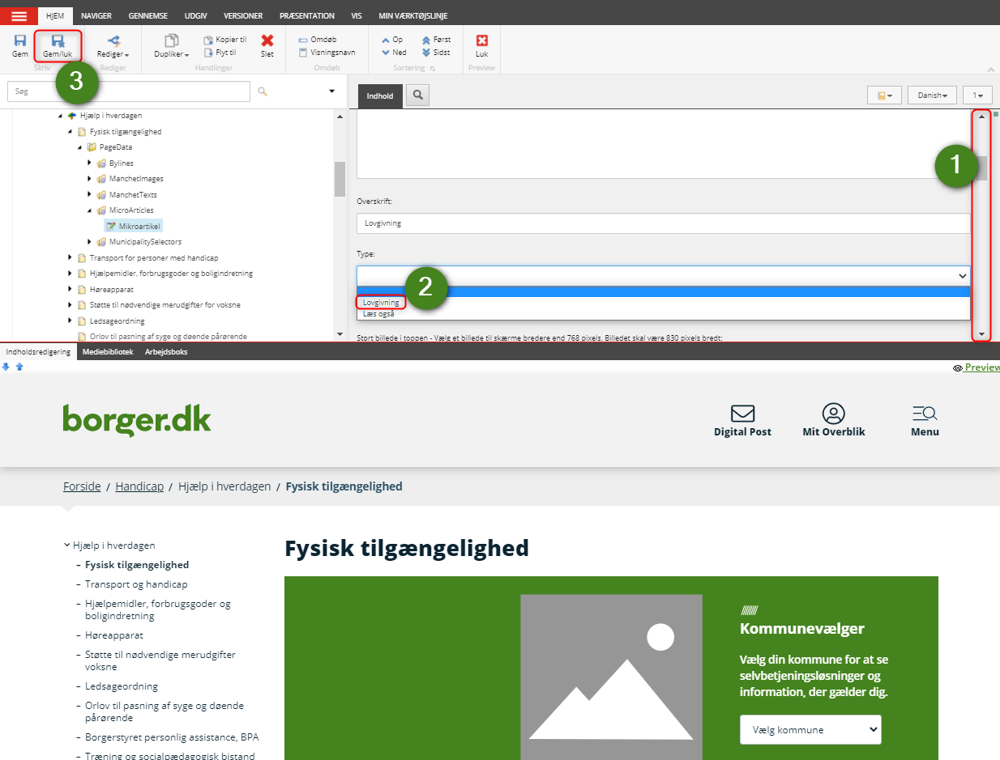 HJEM NAVIGER GENNEMSE UDGIV VERSIONER PRÆSENTATION VIS MIN VÆRKTØJSLINJE
Gem
Gem/luk
Skriv
Rediger
Rediger
Dupliker
Kopier til
Flyt til
Slet
Handlinger
Omdøb
Visningsnavn
Omdøb
Op
Ned
Først
Sidst
Sortering
Luk
Preview
3
Søg
Hjælp i hverdagen
Fysisk tilgængelighed
PageData
Bylines
ManchetImages
ManchetTexts
MicroArticles
Mikroartikel
MunicipalitySelectors
Transport for personer med handicap
Hjælpemidler, forbrugsgoder og boligindretning
Høreapparat
Støtte til nødvendige merudgifter for voksne
Ledsageordning
Orlov til pasning af syge og døende pårørende
Indhold
Danish
1
1
Overskrift:
Lovgivning
Type:
2
Lovgivning
Læs også
Stort billede i toppen - Vælg et billede til skærme bredere end 768 pixels. Billedet skal være 830 pixels bredt:
Indholdsredigering Mediebibliotek Arbejdsboks
Preview
borger.dk
Digital Post
Mit Overblik
Menu
Forside / Handicap / Hjælp i hverdagen / Fysisk tilgængelighed
Hjælp i hverdagen
– Fysisk tilgængelighed
– Transport og handicap
– Hjælpemidler, forbrugsgoder og
boligindretning
– Høreapparat
– Støtte til nødvendige merudgifter
voksne
– Ledsageordning
– Orlov til pasning af syge og døende
pårørende
– Borgerstyret personlig assistance, BPA
– Træning og socialpædagogisk bistand
Fysisk tilgængelighed
Kommunevælger
Vælg din kommune for at se
selvbetjeningsløsninger og
information, der gælder dig.
Vælg kommune